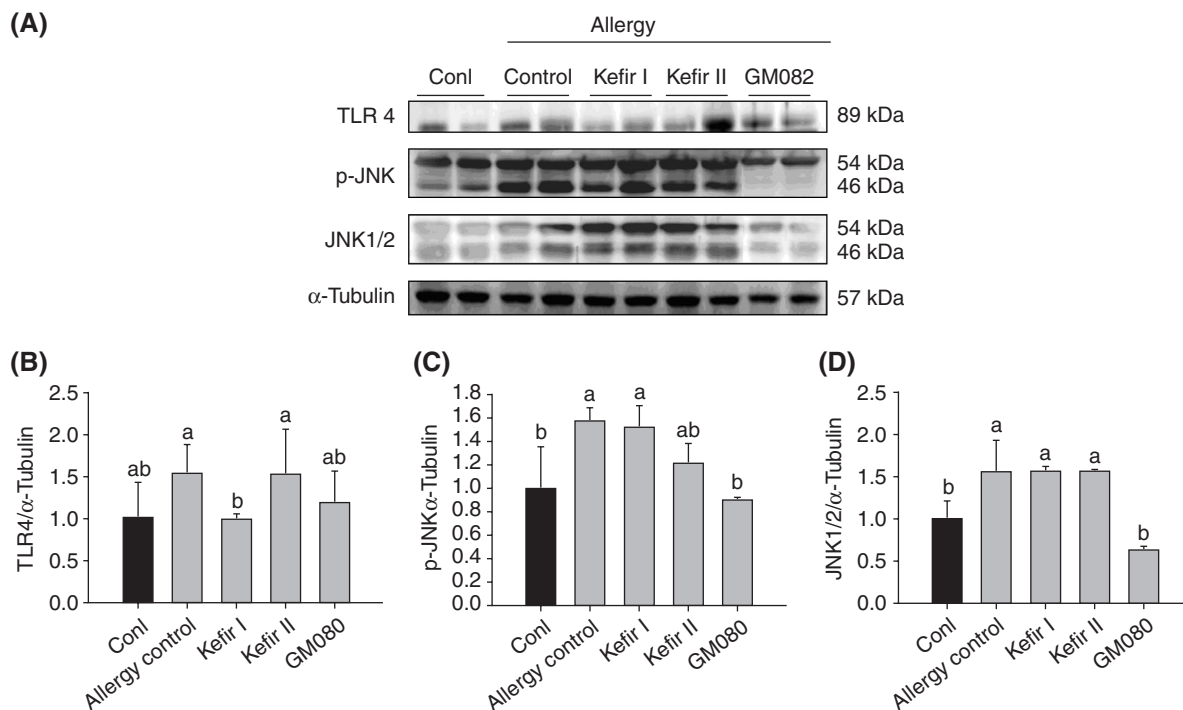 (A)
Allergy
Conl Control Kefir I Kefir II GM082
TLR 4 89 kDa
p-JNK 54 kDa
46 kDa
JNK1/2 54 kDa
46 kDa
α-Tubulin 57 kDa
(B)
TLR4/α-Tubulin
2.5
2.0
1.5
1.0
0.5
0.0
ab
a
b
a
ab
Conl
Allergy control
Kefir I
Kefir II
GM080
(C)
p-JNKα-Tubulin
1.8
1.6
1.4
1.2
1.0
0.8
0.6
0.4
0.2
0.0
b
a
a
ab
b
Conl
Allergy control
Kefir I
Kefir II
GM080
(D)
JNK1/2/α-Tubulin
2.5
2.0
1.5
1.0
0.5
0.0
b
a
a
a
b
Conl
Allergy control
Kefir I
Kefir II
GM080